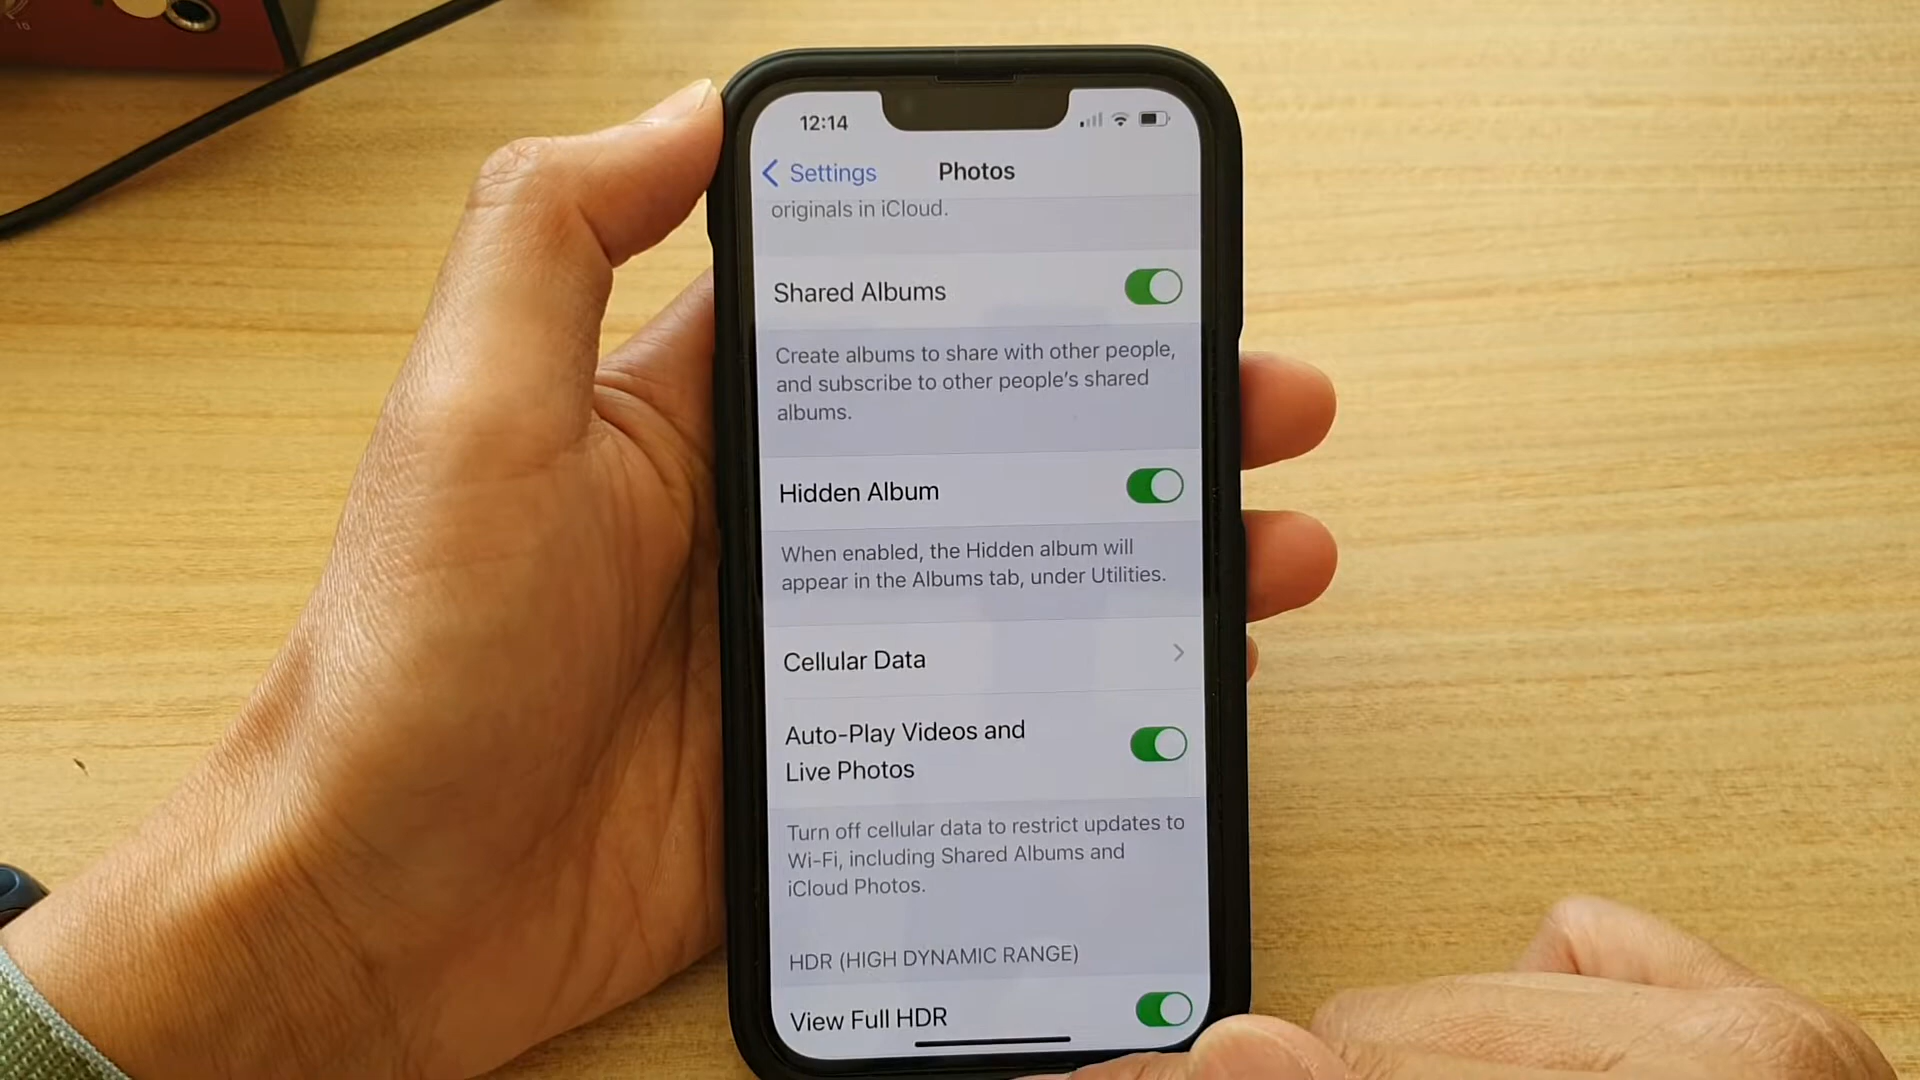 12:14
Settings
Photos
originals in iCloud.
Shared Albums
Create albums to share with other people,
and subscribe to other people's shared
albums.
Hidden Album
When enabled, the Hidden album will
appear in the Albums tab, under Utilities.
Cellular Data
Auto-Play Videos and
Live Photos
Turn off cellular data to restrict updates to
Wi-Fi, including Shared Albums and
iCloud Photos.
HDR (HIGH DYNAMIC RANGE)
View Full HDR